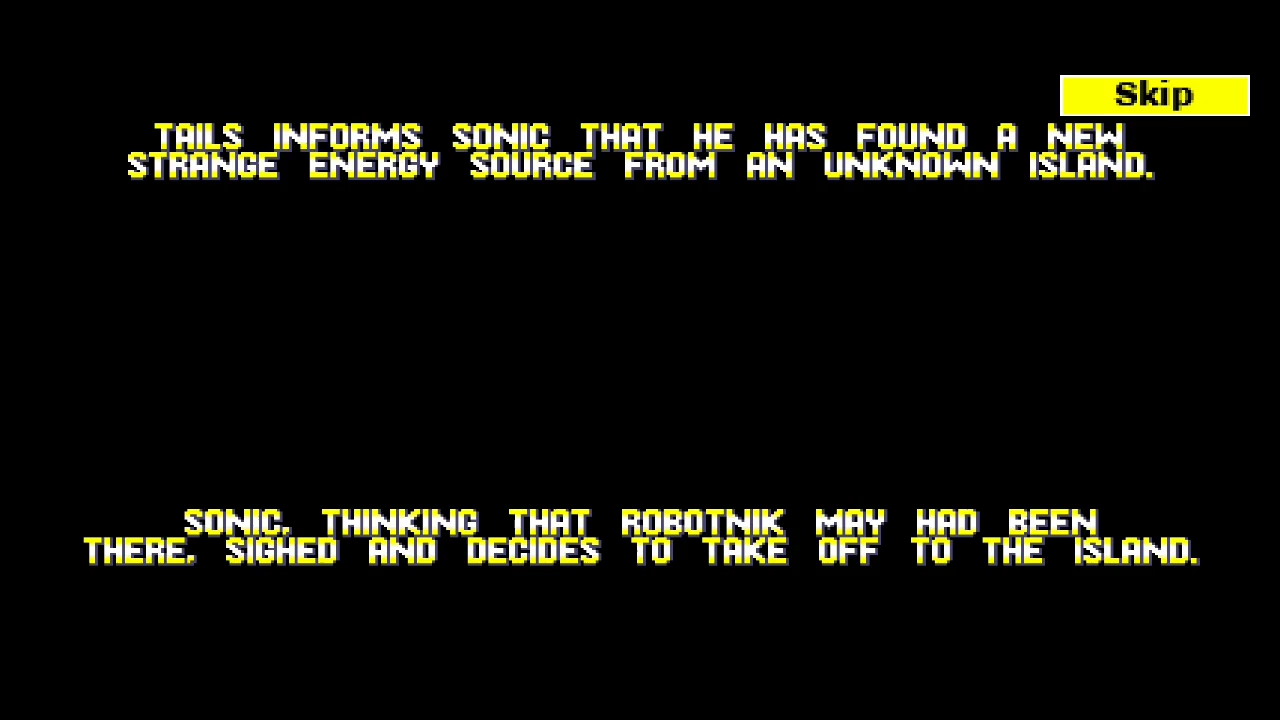 Skip
TAILS INFORMS SONIC THAT HE HAS FOUND A NEW
STRANGE ENERGY SOURCE FROM AN UNKNOWN ISLAND.
SONIC, THINKING THAT ROBOTNIK MAY HAD BEEN
THERE, SIGHED AND DECIDES TO TAKE OFF TO THE ISLAND.